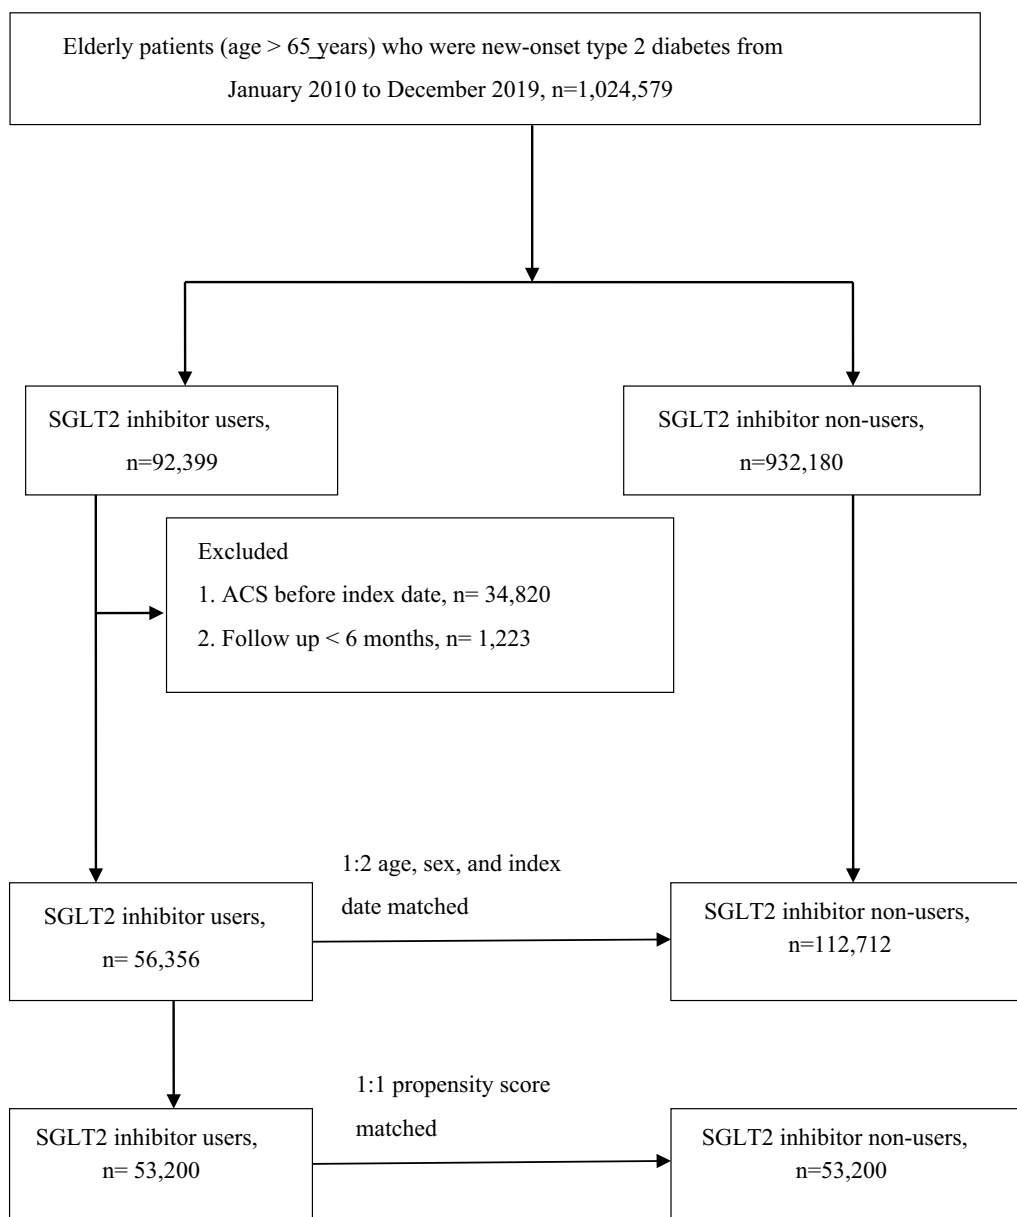 Elderly patients (age > 65 years) who were new-onset type 2 diabetes from
January 2010 to December 2019, n=1,024,579
SGLT2 inhibitor users,
n=92,399
SGLT2 inhibitor non-users,
n=932,180
Excluded
1. ACS before index date, n= 34,820
2. Follow up < 6 months, n= 1,223
1:2 age, sex, and index
date matched
SGLT2 inhibitor users,
n= 56,356
SGLT2 inhibitor non-users,
n=112,712
1:1 propensity score
matched
SGLT2 inhibitor users,
n= 53,200
SGLT2 inhibitor non-users,
n=53,200